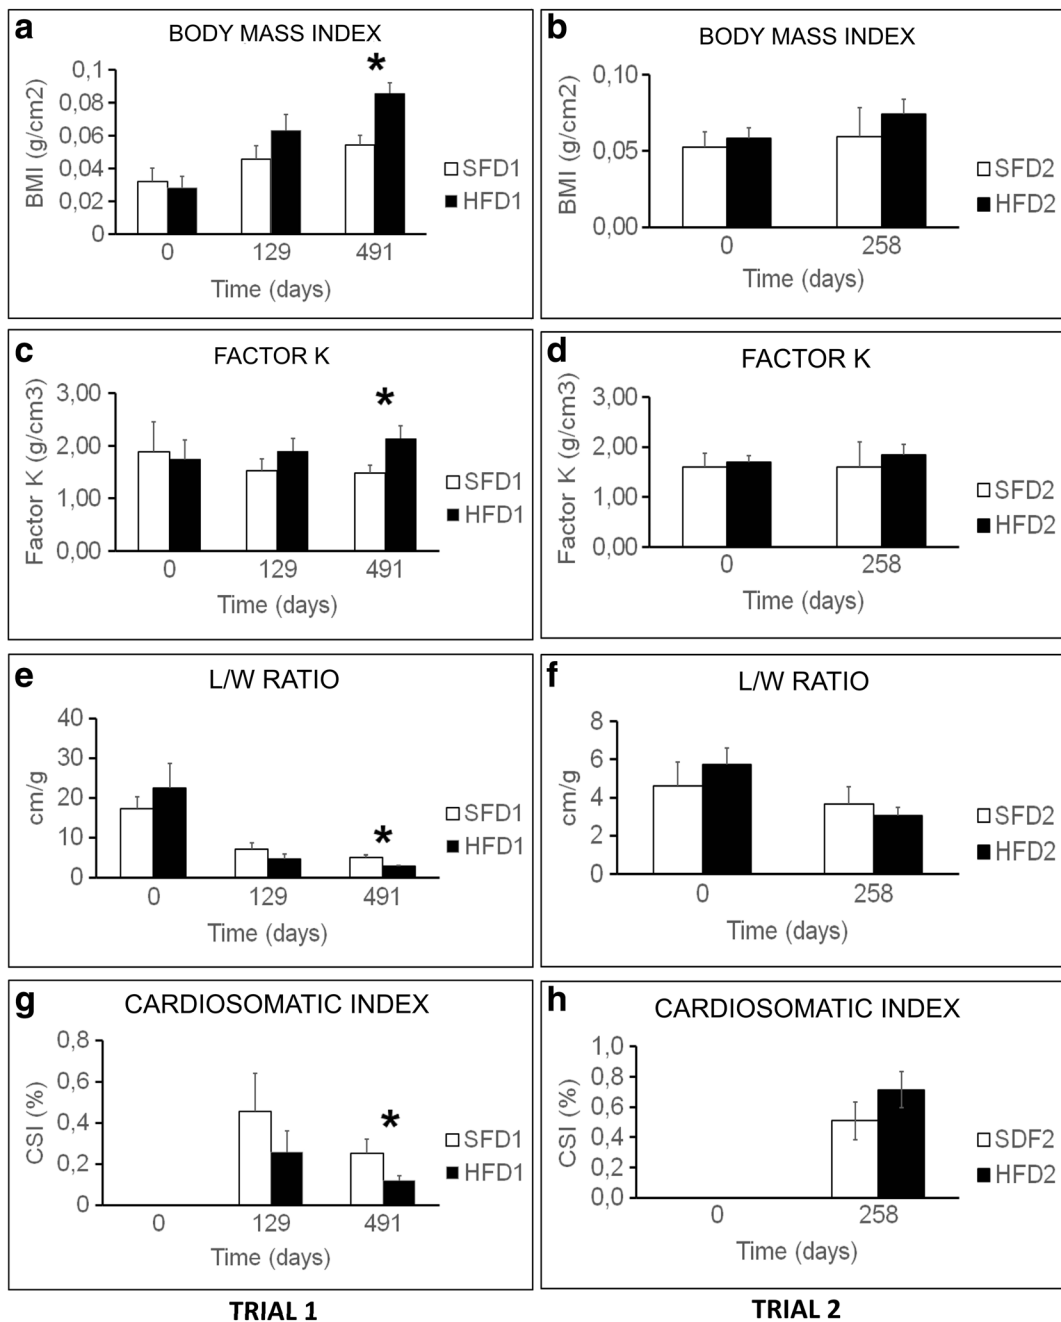 a
BODY MASS INDEX
*
0,1
0,08
0,06
0,04
0,02
0
BMI (g/cm2)
0 129 491
Time (days)
SFD1
HFD1
b
BODY MASS INDEX
0,10
0,05
0,00
BMI (g/cm2)
0 258
Time (days)
SFD2
HFD2
c
FACTOR K
*
3,00
2,00
1,00
0,00
Factor K (g/cm3)
0 129 491
Time (days)
SFD1
HFD1
d
FACTOR K
3,00
2,00
1,00
0,00
Factor K (g/cm3)
0 258
Time (days)
SFD2
HFD2
e
L/W RATIO
*
40
30
20
10
0
cm/g
0 129 491
Time (days)
SFD1
HFD1
f
L/W RATIO
8
6
4
2
0
cm/g
0 258
Time (days)
SFD2
HFD2
g
CARDIOSOMATIC INDEX
*
0,8
0,6
0,4
0,2
0
CSI (%)
0 129 491
Time (days)
SFD1
HFD1
h
CARDIOSOMATIC INDEX
1,0
0,8
0,6
0,4
0,2
0,0
CSI (%)
0 258
Time (days)
SDF2
HFD2
TRIAL 1
TRIAL 2